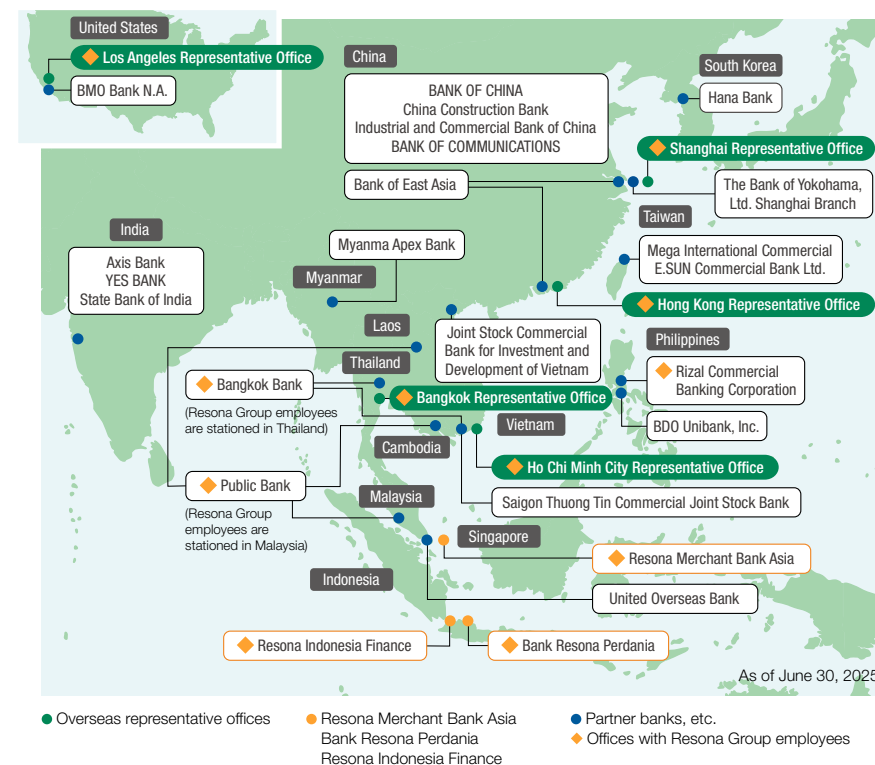 United States
Los Angeles Representative Office
BMO Bank N.A.
China
BANK OF CHINA
China Construction Bank
Industrial and Commercial Bank of China
BANK OF COMMUNICATIONS
Bank of East Asia
South Korea
Hana Bank
Shanghai Representative Office
The Bank of Yokohama,
Ltd. Shanghai Branch
Taiwan
Mega International Commercial
E.SUN Commercial Bank Ltd.
Hong Kong Representative Office
India
Axis Bank
YES BANK
State Bank of India
Myanma Apex Bank
Myanmar
Laos
Joint Stock Commercial
Bank for Investment and
Development of Vietnam
Philippines
Rizal Commercial
Banking Corporation
BDO Unibank, Inc.
Thailand
Bangkok Bank
(Resona Group employees
are stationed in Thailand)
Bangkok Representative Office
Vietnam
Cambodia
Ho Chi Minh City Representative Office
Public Bank
(Resona Group
employees are
stationed in Malaysia)
Malaysia
Saigon Thuong Tin Commercial Joint Stock Bank
Singapore
Resona Merchant Bank Asia
Indonesia
United Overseas Bank
Resona Indonesia Finance
Bank Resona Perdania
As of June 30, 2025
Overseas representative offices
Resona Merchant Bank Asia
Bank Resona Perdania
Resona Indonesia Finance
Partner banks, etc.
Offices with Resona Group employees